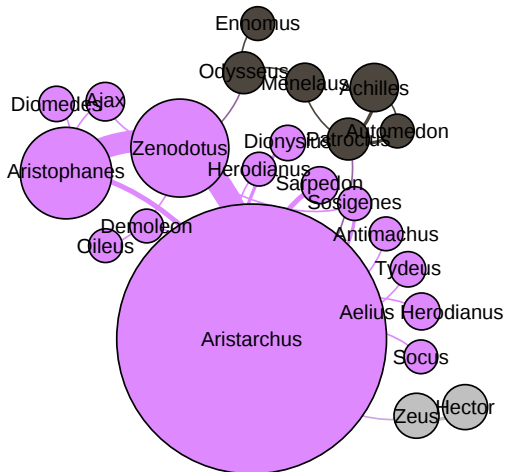 Ennomus
Odysseus
Menelaus
Achilles
Diomedes
Ajax
Automedon
Dionysius
Patroclus
Zenodotus
Aristophanes
Herodianus
Sarpedon
Sosigenes
Demoleon
Antimachus
Oileus
Tydeus
Aelius Herodianus
Aristarchus
Socus
Zeus
Hector